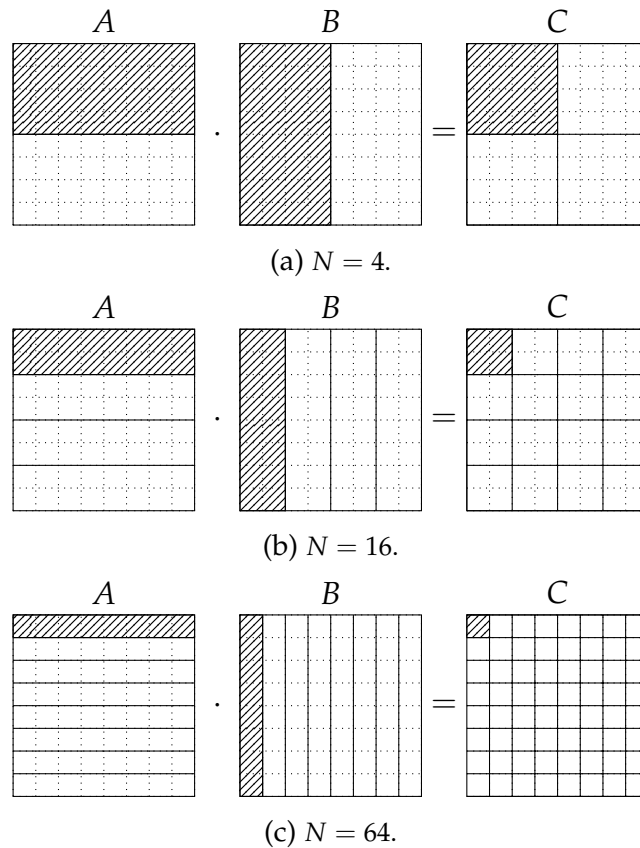 A B C
· =
(a) N = 4.
A B C
· =
(b) N = 16.
A B C
· =
(c) N = 64.